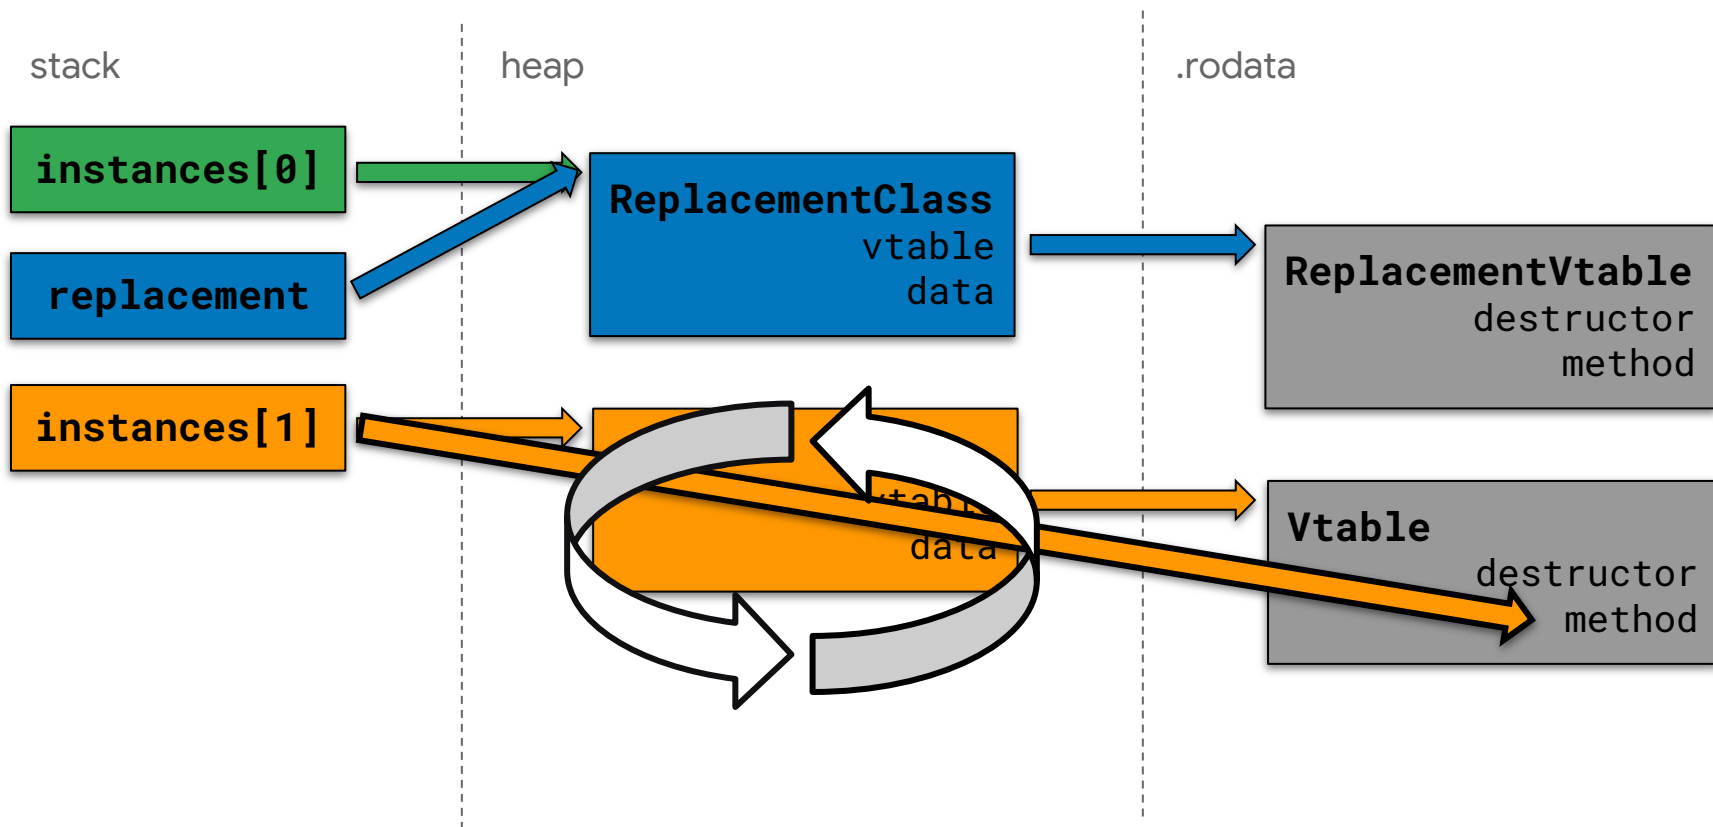 stack
heap
.rodata
instances[0]
replacement
instances[1]
ReplacementClass
vtable
data
data
ReplacementVtable
destructor
method
Vtable
destructor
method